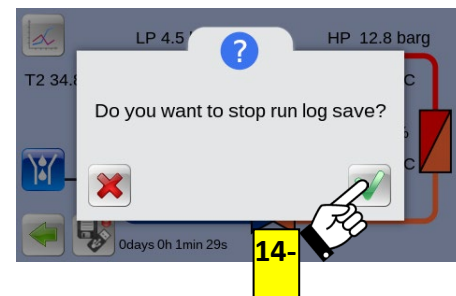 LP 4.5
HP 12.8 barg
T2 34.8
C
?
Do you want to stop run log save?
%
C
0days 0h 1min 29s
14-